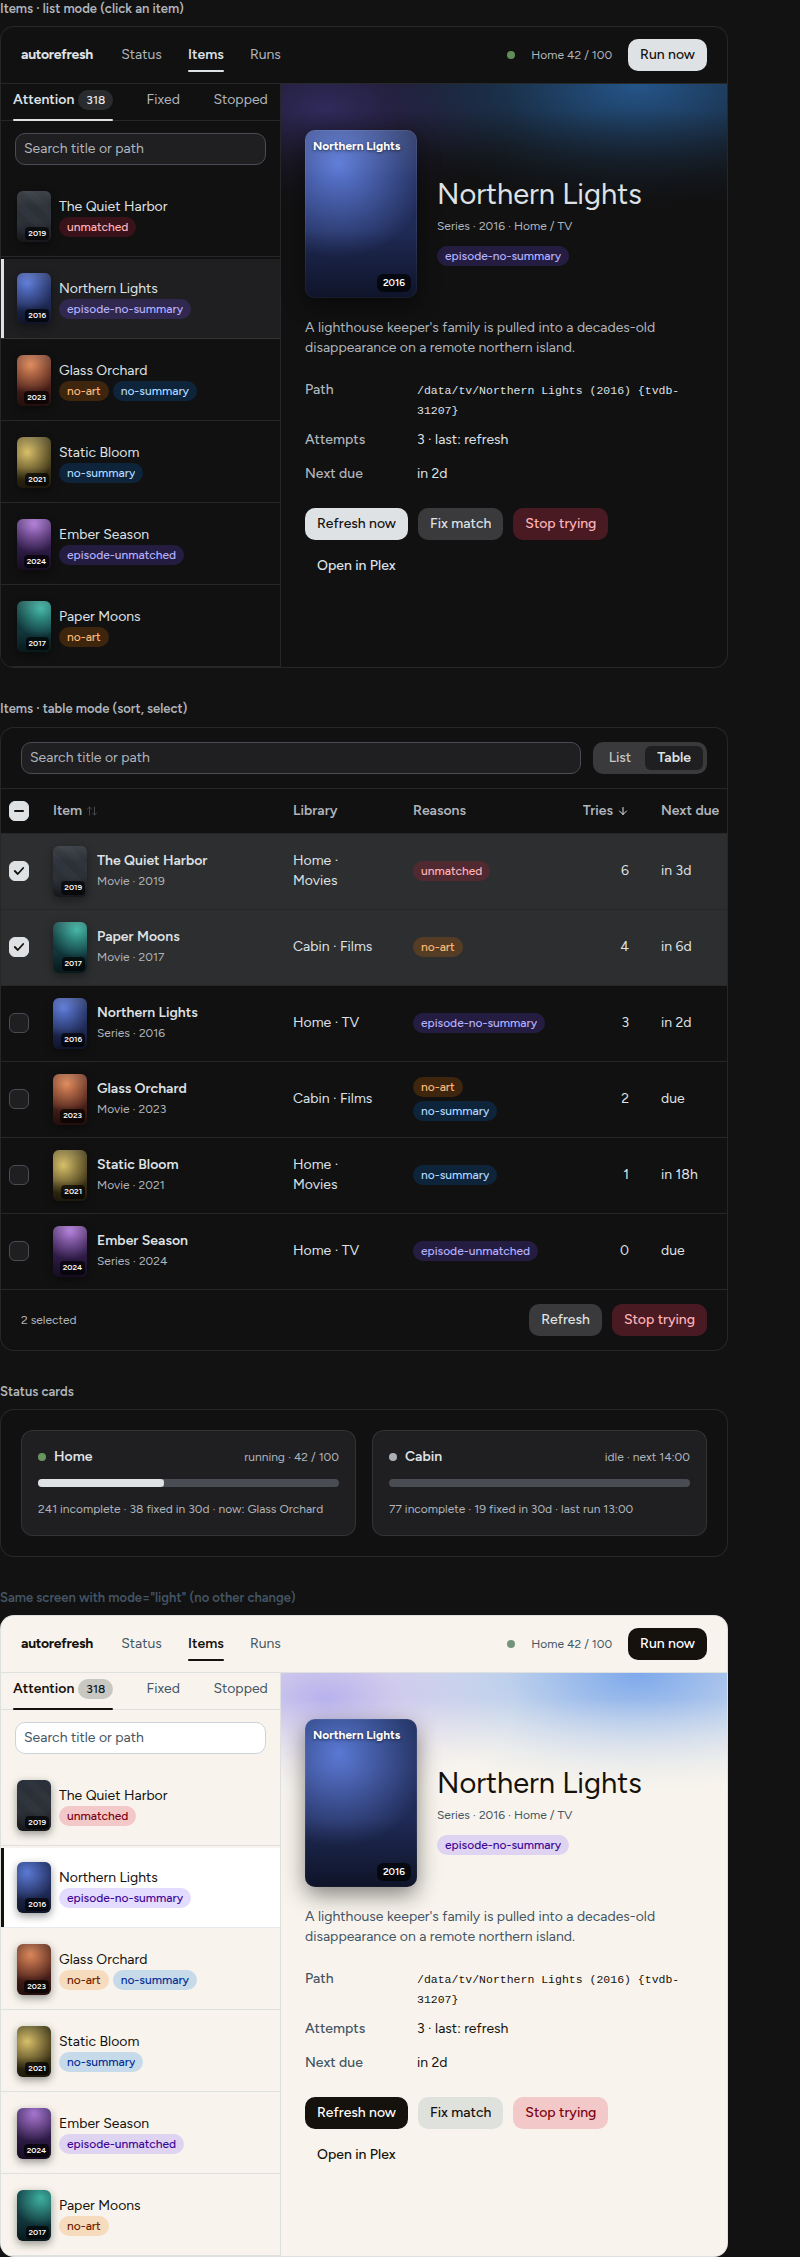 Items · list mode (click an item)
autorefresh Status Items Runs Home 42 / 100 Run now
Attention 318 Fixed Stopped
Search title or path
The Quiet Harbor
unmatched
2019
Northern Lights
episode-no-summary
2016
Glass Orchard
no-art no-summary
2023
Static Bloom
no-summary
2021
Ember Season
episode-unmatched
2024
Paper Moons
no-art
2017
Northern Lights
2016
Northern Lights
Series · 2016 · Home / TV
episode-no-summary
A lighthouse keeper's family is pulled into a decades-old
disappearance on a remote northern island.
Path /data/tv/Northern Lights (2016) {tvdb-
31207}
Attempts 3 · last: refresh
Next due in 2d
Refresh now Fix match Stop trying
Open in Plex
Items · table mode (sort, select)
Search title or path List Table
Item Library Reasons Tries Next due
The Quiet Harbor
Movie · 2019
2019
Home ·
Movies
unmatched 6 in 3d
Paper Moons
Movie · 2017
2017
Cabin · Films no-art 4 in 6d
Northern Lights
Series · 2016
2016
Home · TV episode-no-summary 3 in 2d
Glass Orchard
Movie · 2023
2023
Cabin · Films
no-art
no-summary
2 due
Static Bloom
Movie · 2021
2021
Home ·
Movies
no-summary 1 in 18h
Ember Season
Series · 2024
2024
Home · TV episode-unmatched 0 due
2 selected Refresh Stop trying
Status cards
Home running · 42 / 100
241 incomplete · 38 fixed in 30d · now: Glass Orchard
Cabin idle · next 14:00
77 incomplete · 19 fixed in 30d · last run 13:00
Same screen with mode="light" (no other change)
autorefresh Status Items Runs Home 42 / 100 Run now
Attention 318 Fixed Stopped
Search title or path
The Quiet Harbor
unmatched
2019
Northern Lights
episode-no-summary
2016
Glass Orchard
no-art no-summary
2023
Static Bloom
no-summary
2021
Ember Season
episode-unmatched
2024
Paper Moons
no-art
2017
Northern Lights
2016
Northern Lights
Series · 2016 · Home / TV
episode-no-summary
A lighthouse keeper's family is pulled into a decades-old
disappearance on a remote northern island.
Path /data/tv/Northern Lights (2016) {tvdb-
31207}
Attempts 3 · last: refresh
Next due in 2d
Refresh now Fix match Stop trying
Open in Plex